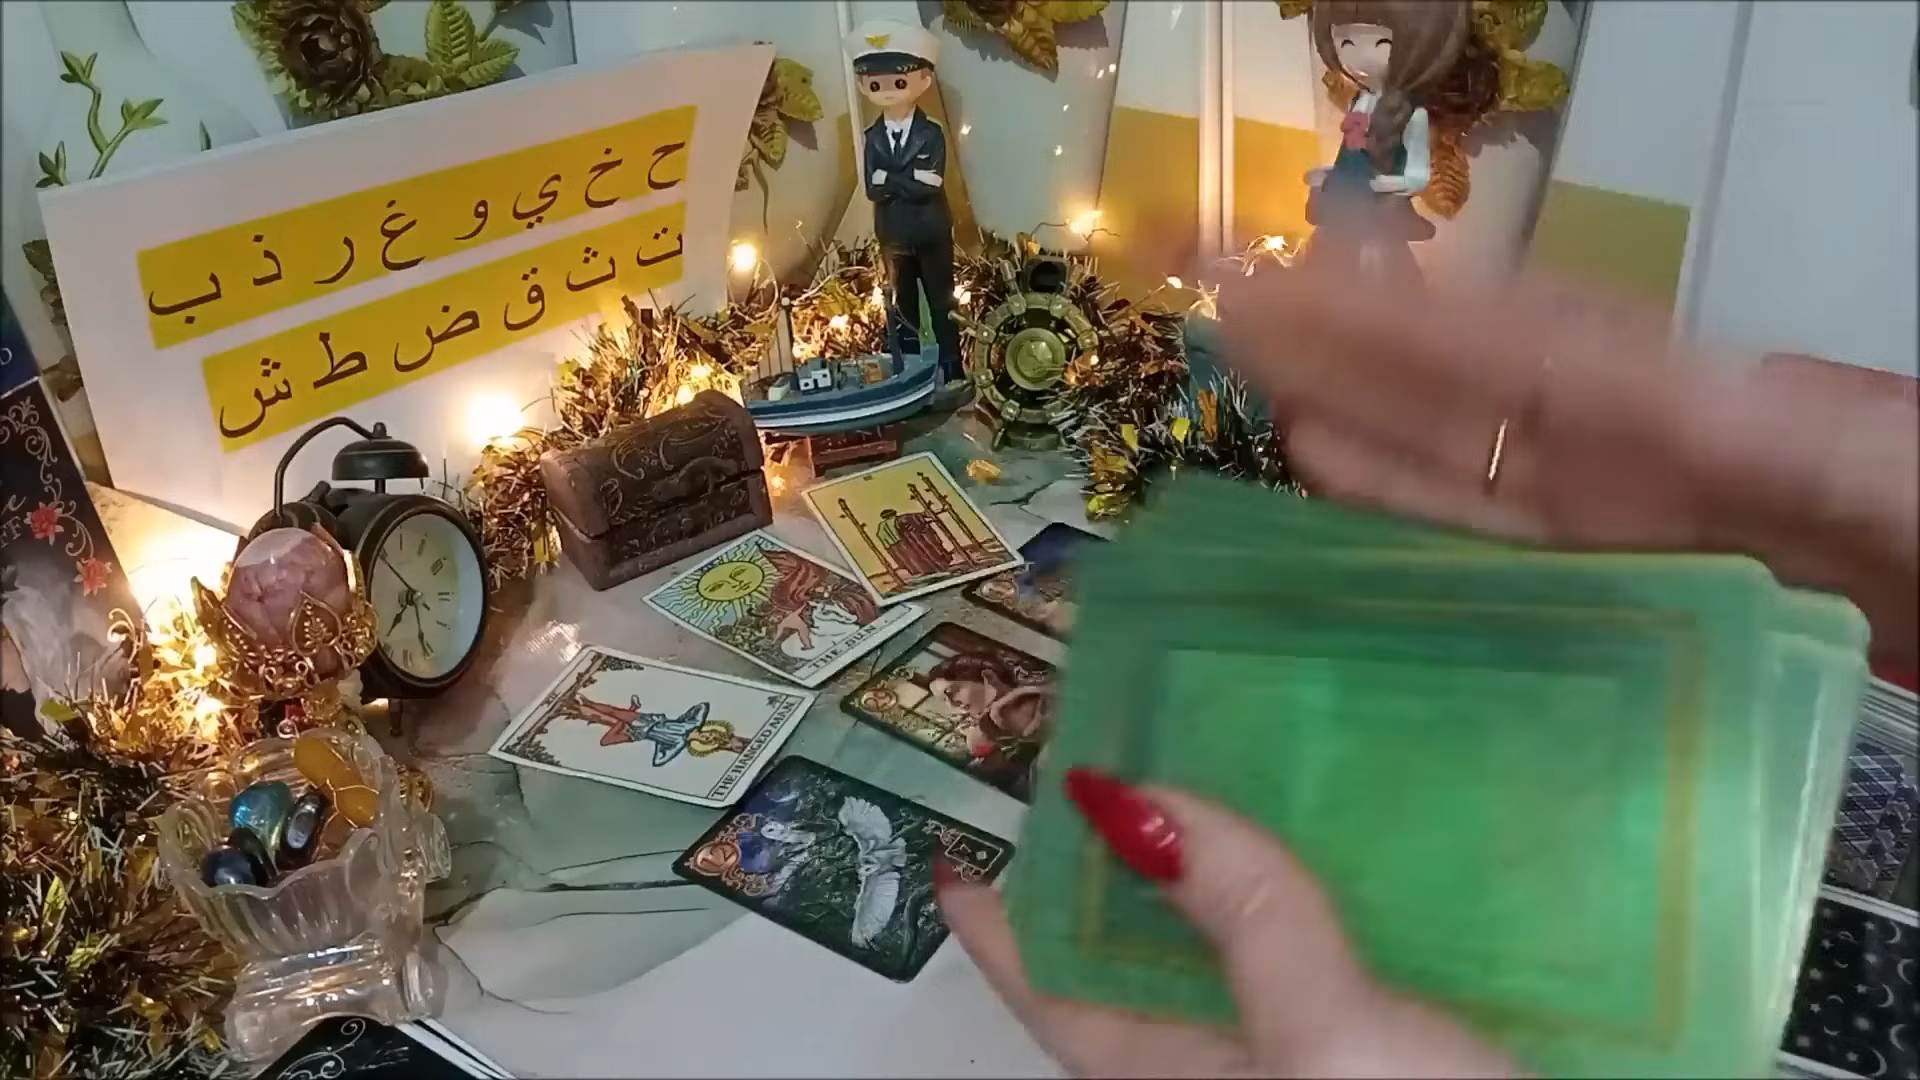 ح خ ي و غ ر ذ ب
ت ث ق ض ط ش
THE SUN
THE HANGED MAN